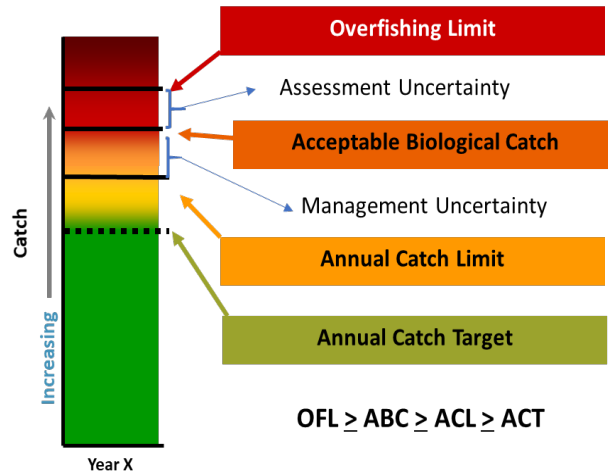 Overfishing Limit
Assessment Uncertainty
Acceptable Biological Catch
Management Uncertainty
Annual Catch Limit
Annual Catch Target
OFL ≥ ABC ≥ ACL ≥ ACT
Catch
Increasing
Year X